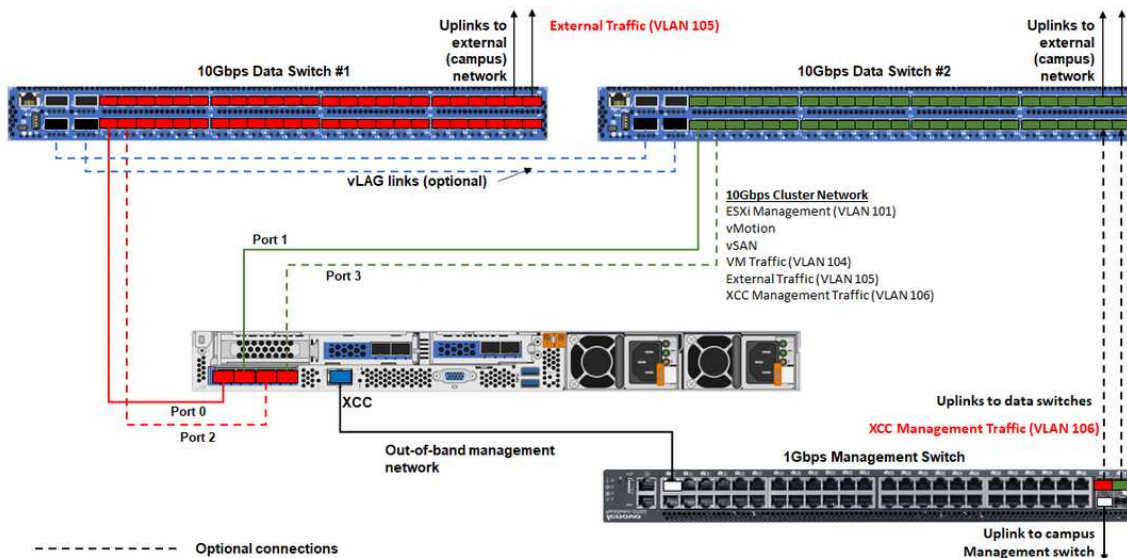 Uplinks to
external
(campus)
network
External Traffic (VLAN 105)
Uplinks to
external
(campus)
network
10Gbps Data Switch #1
10Gbps Data Switch #2
vLAG links (optional)
10Gbps Cluster Network
ESXi Management (VLAN 101)
vMotion
vSAN
VM Traffic (VLAN 104)
External Traffic (VLAN 105)
XCC Management Traffic (VLAN 106)
Port 1
Port 3
XCC
Port 0
Port 2
Uplinks to data switches
XCC Management Traffic (VLAN 106)
Out-of-band management
network
1Gbps Management Switch
Uplink to campus
Management switch
Optional connections